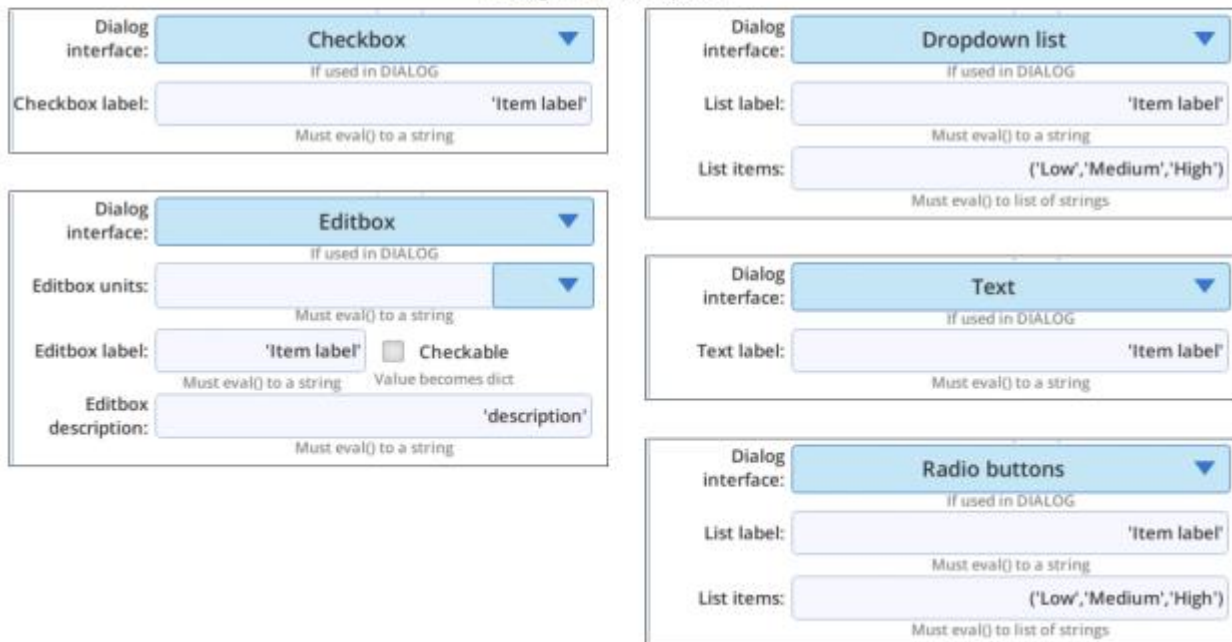 Dialog
interface:
Checkbox
If used in DIALOG
Checkbox label:
'Item label'
Must eval() to a string
Dialog
interface:
Editbox
If used in DIALOG
Editbox units:
Must eval() to a string
Editbox label:
'Item label'
Checkable
Must eval() to a string
Value becomes dict
Editbox
description:
'description'
Must eval() to a string
Dialog
interface:
Dropdown list
If used in DIALOG
List label:
'Item label'
Must eval() to a string
List items:
('Low','Medium','High')
Must eval() to list of strings
Dialog
interface:
Text
If used in DIALOG
Text label:
'Item label'
Must eval() to a string
Dialog
interface:
Radio buttons
If used in DIALOG
List label:
'Item label'
Must eval() to a string
List items:
('Low','Medium','High')
Must eval() to list of strings